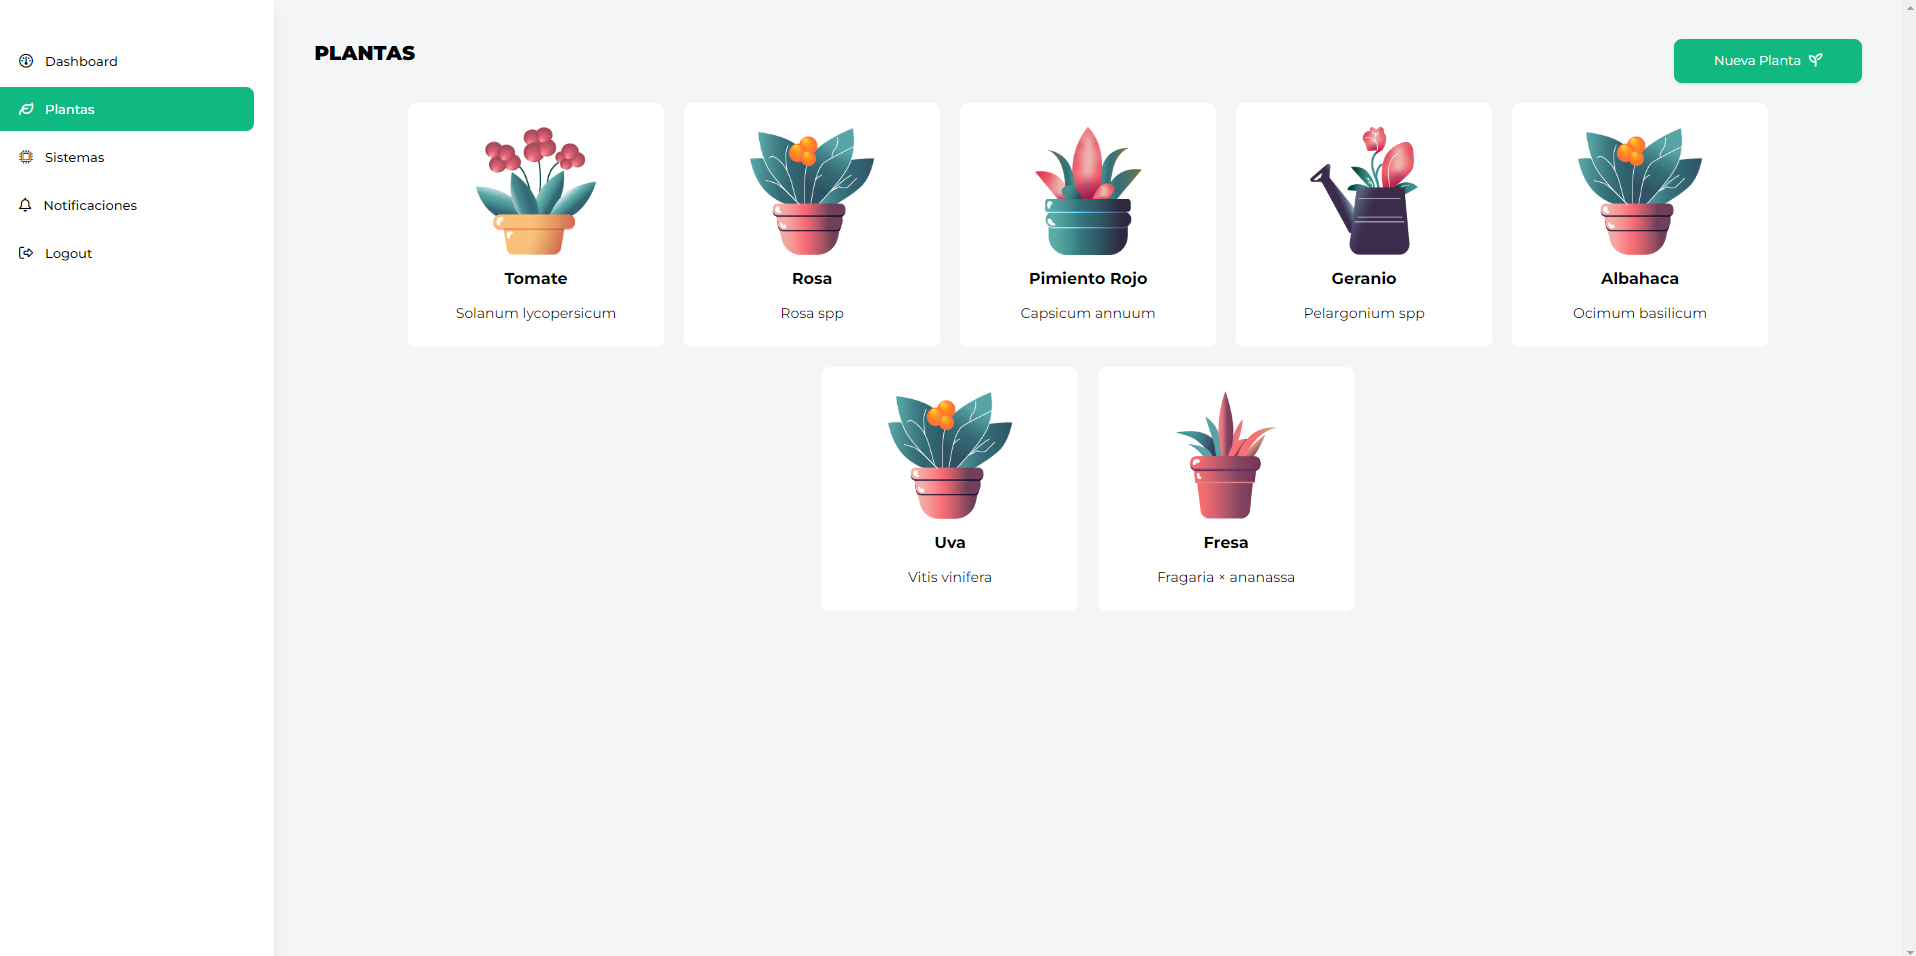 Dashboard
Plantas
Sistemas
Notificaciones
Logout
PLANTAS
Nueva Planta
Tomate
Solanum lycopersicum
Rosa
Rosa spp
Pimiento Rojo
Capsicum annuum
Geranio
Pelargonium spp
Albahaca
Ocimum basilicum
Uva
Vitis vinifera
Fresa
Fragaria × ananassa